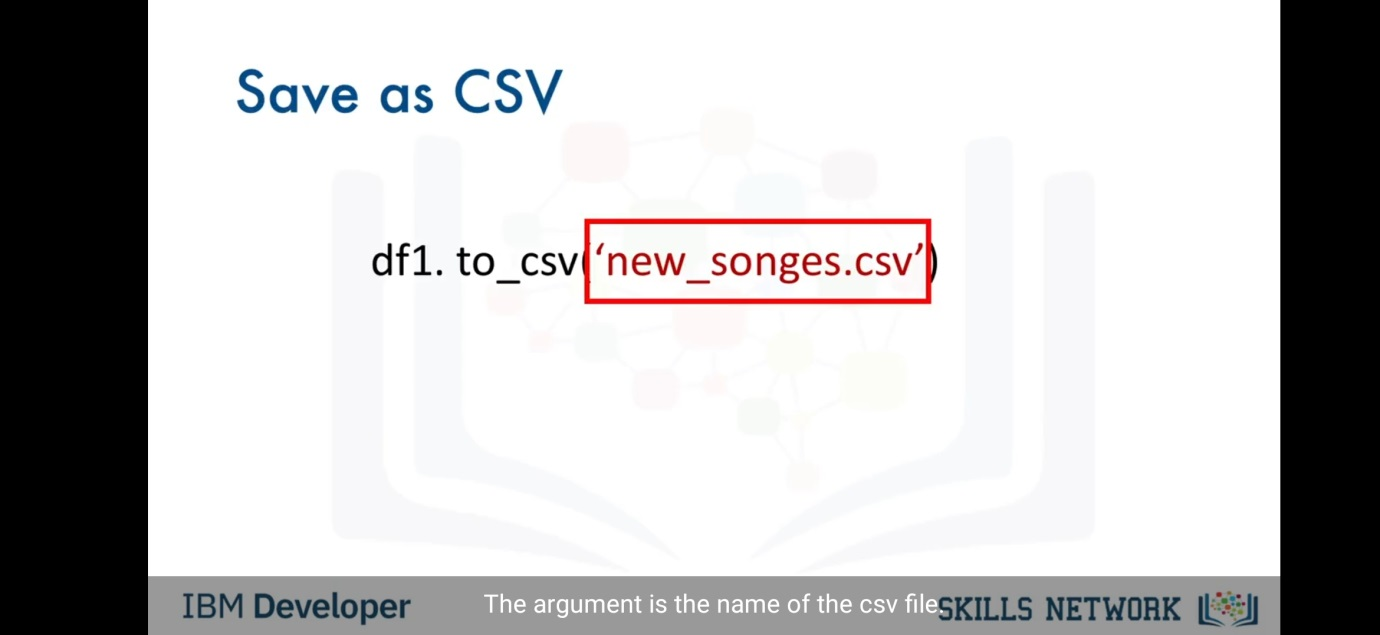 Save as CSV
df1. to_csv(‘new_songes.csv’)
IBM Developer
The argument is the name of the csv file.
SKILLS NETWORK